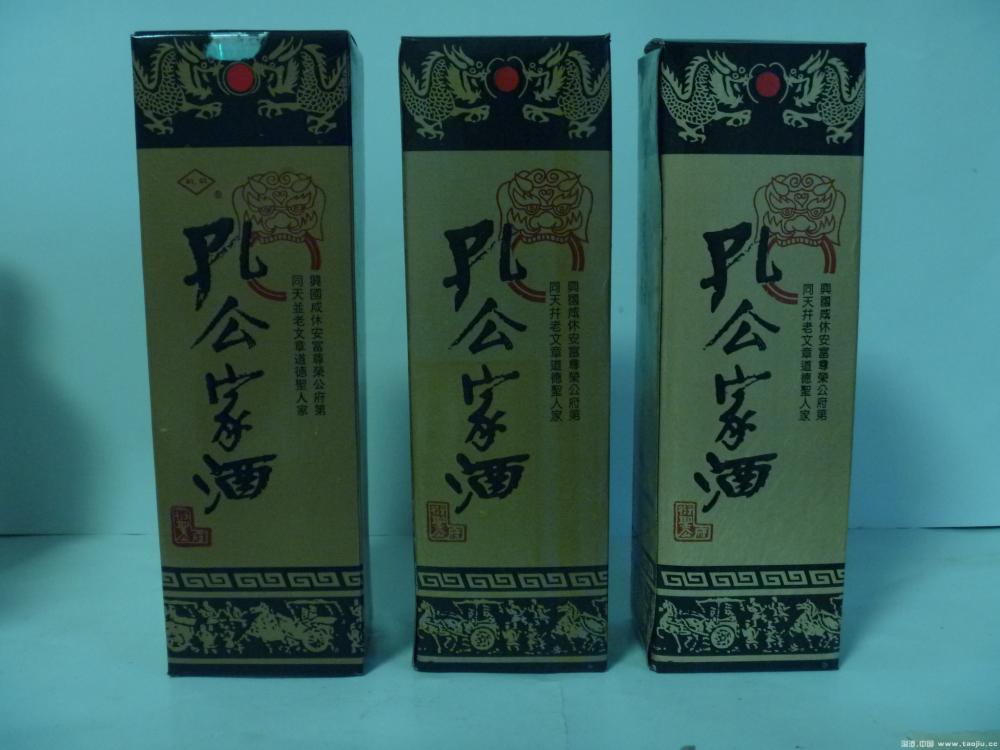 ®
孔公家酒
興國咸休安富尊榮公府第
同天並老文章道德聖人家
孔公家酒
興國咸休安富尊榮公府第
同天幷老文章道德聖人家
孔公家酒
興國咸休安富尊榮公府第
同天幷老文章道德聖人家
淘酒.中国 www.taojiu.cc